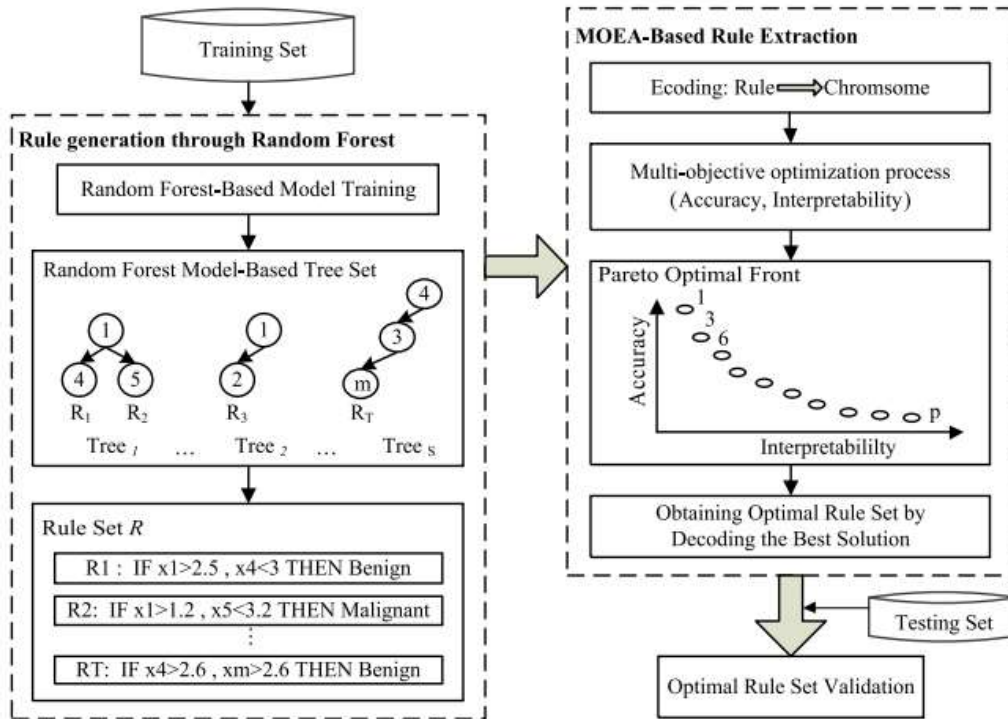 Training Set
Rule generation through Random Forest
Random Forest-Based Model Training
Random Forest Model-Based Tree Set
1
4 5
R1 R2
1
2
R3
4
3
m
RT
Tree 1 ... Tree 2 ... Tree S
Rule Set R
R1 : IF x1>2.5 , x4<3 THEN Benign
R2: IF x1>1.2 , x5<3.2 THEN Malignant
⋮
RT: IF x4>2.6 , xm>2.6 THEN Benign
MOEA-Based Rule Extraction
Ecoding: Rule Chromsome
Multi-objective optimization process
(Accuracy, Interpretability)
Pareto Optimal Front
Accuracy
1
3
6
p
Interpretabililty
Obtaining Optimal Rule Set by
Decoding the Best Solution
Testing Set
Optimal Rule Set Validation